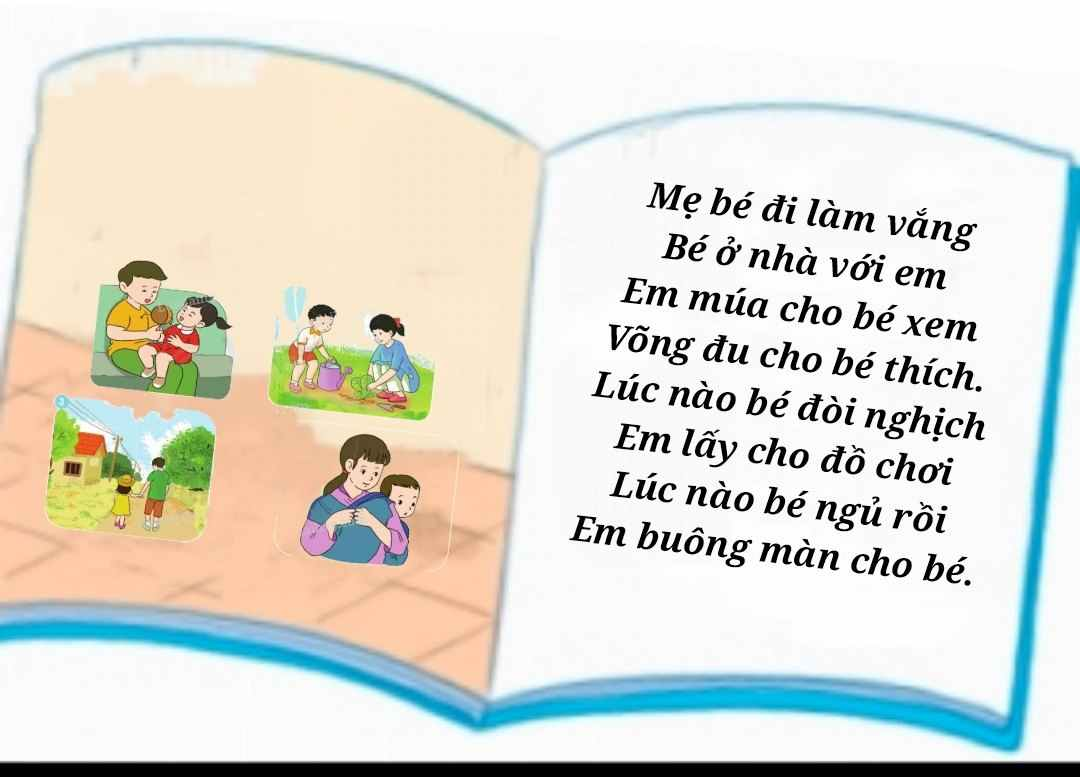 Mẹ bé đi làm vắng
Bé ở nhà với em
Em múa cho bé xem
Võng đu cho bé thích.
Lúc nào bé đòi nghịch
Em lấy cho đồ chơi
Lúc nào bé ngủ rồi
Em buông màn cho bé.
3